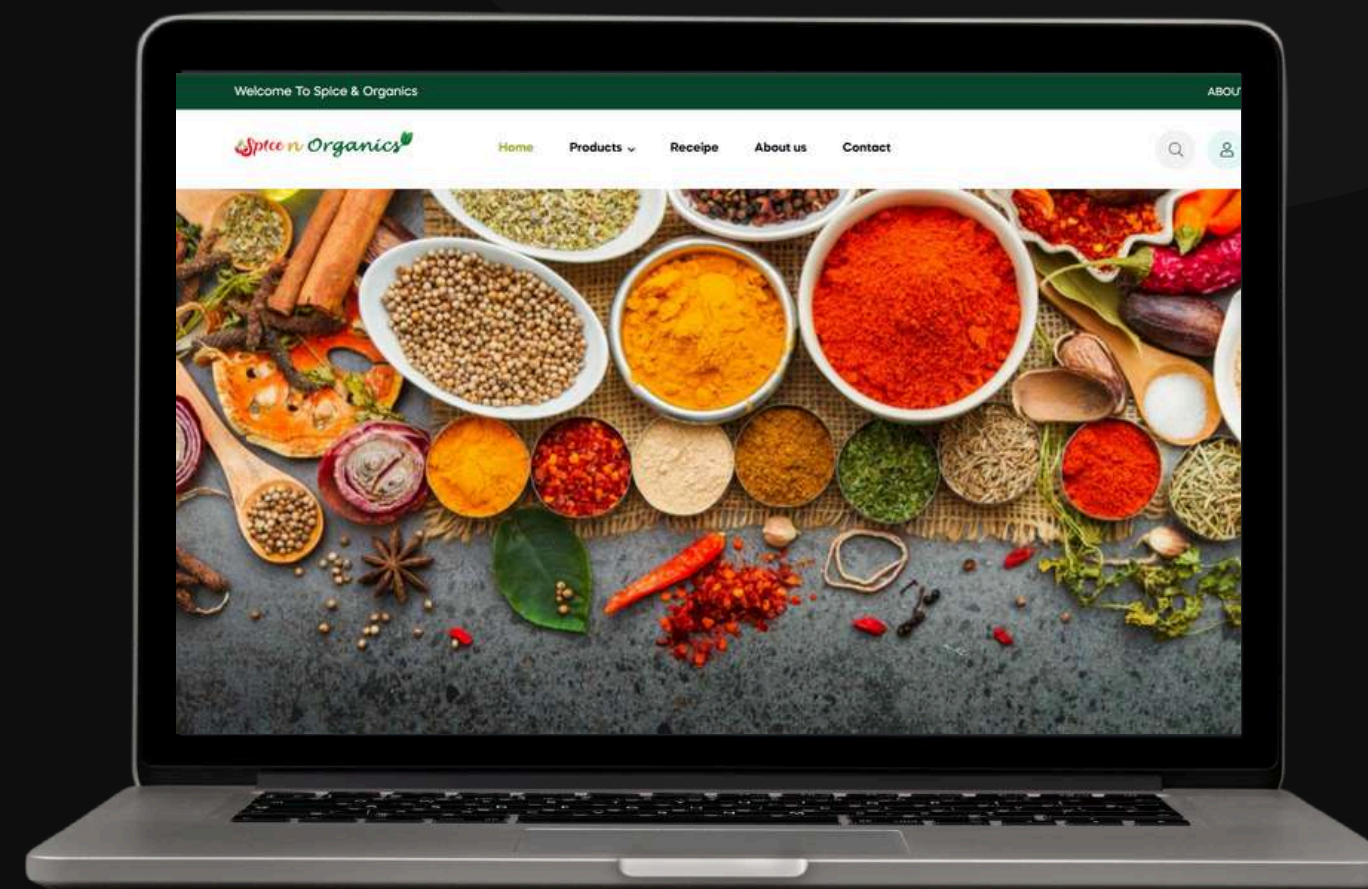 Welcome To Spice & Organics
ABOU
Spice n Organics
Home Products Receipe About us Contact